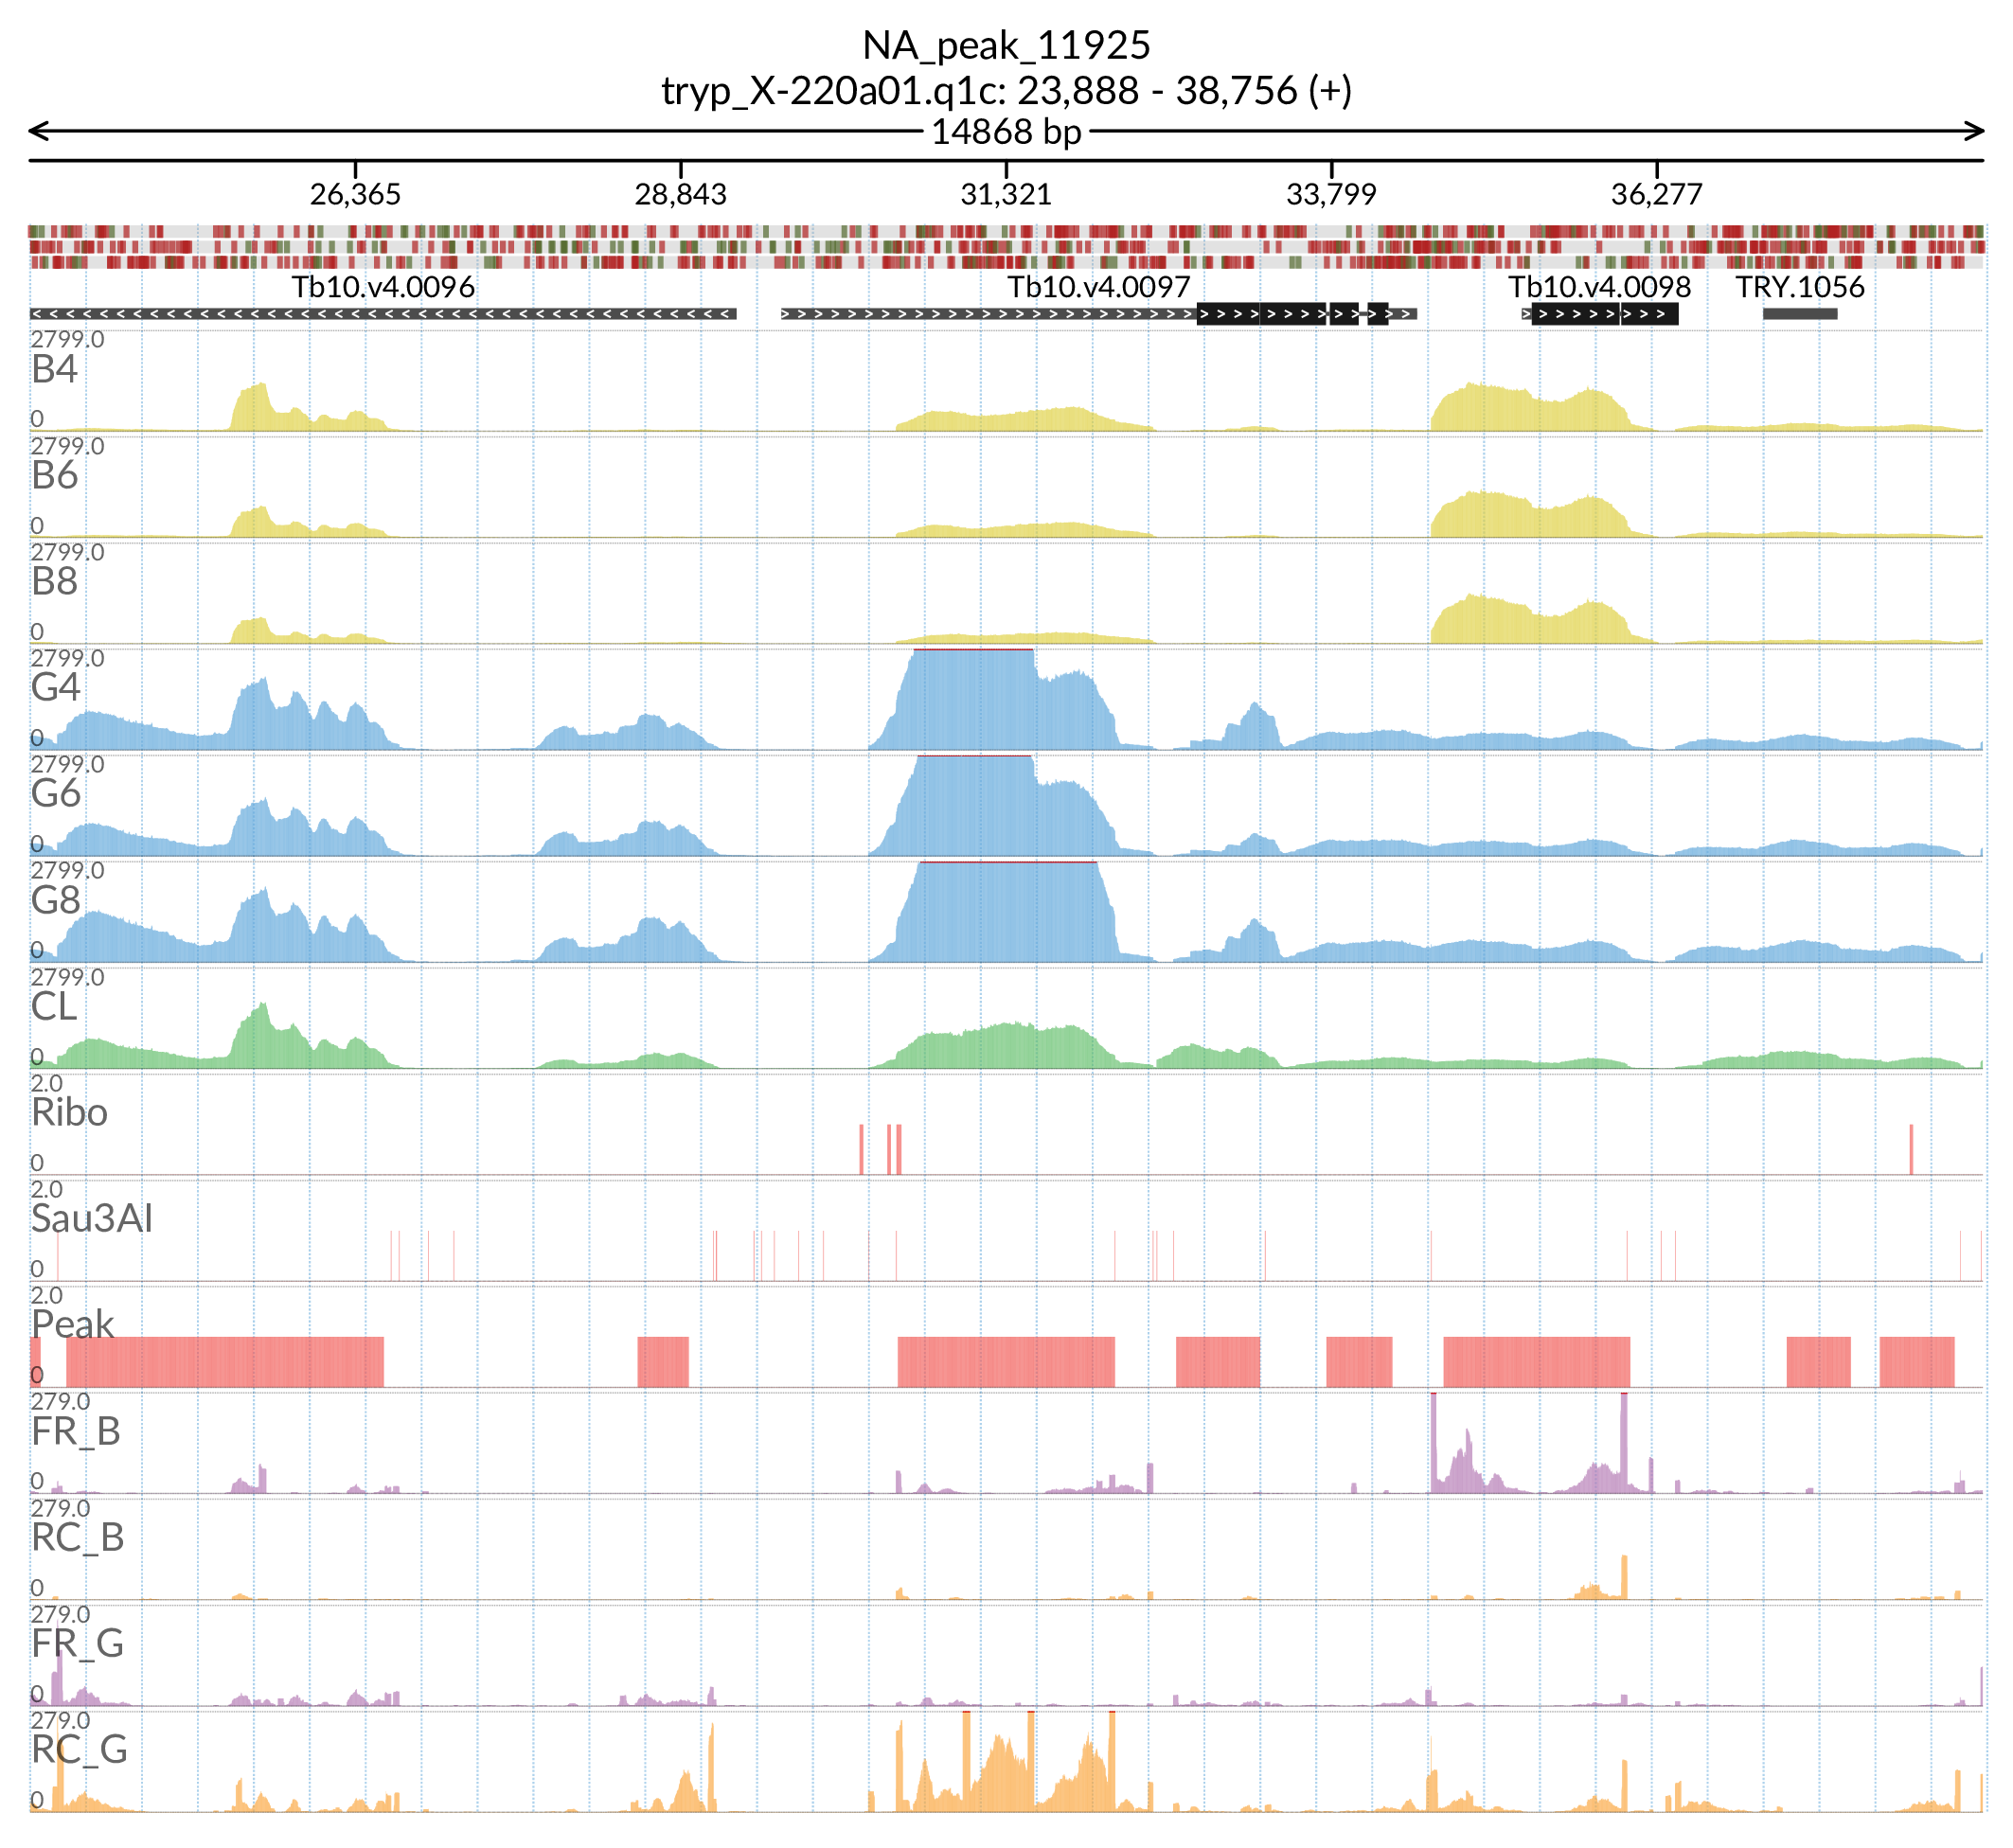 NA_peak_11925
tryp_X-220a01.q1c: 23,888 - 38,756 (+)
14868 bp
26,365 28,843 31,321 33,799 36,277
Tb10.v4.0096 Tb10.v4.0097 Tb10.v4.0098 TRY.1056
2799.0
B4
0
2799.0
B6
0
2799.0
B8
0
2799.0
G4
0
2799.0
G6
0
2799.0
G8
0
2799.0
CL
0
2.0
Ribo
0
2.0
Sau3AI
0
2.0
Peak
0
279.0
FR_B
0
279.0
RC_B
0
279.0
FR_G
0
279.0
RC_G
0